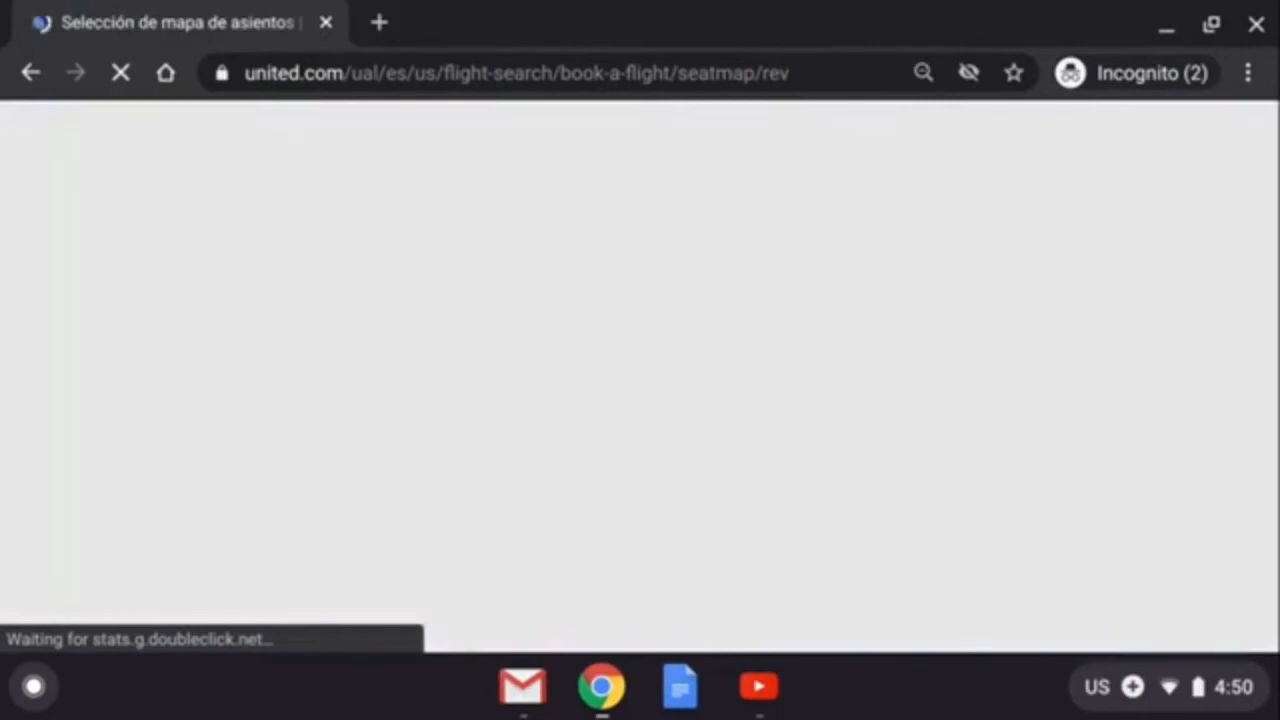 Selección de mapa de asientos |
united.com/ual/es/us/flight-search/book-a-flight/seatmap/rev
Incognito (2)
Waiting for stats.g.doubleclick.net...
US
4:50